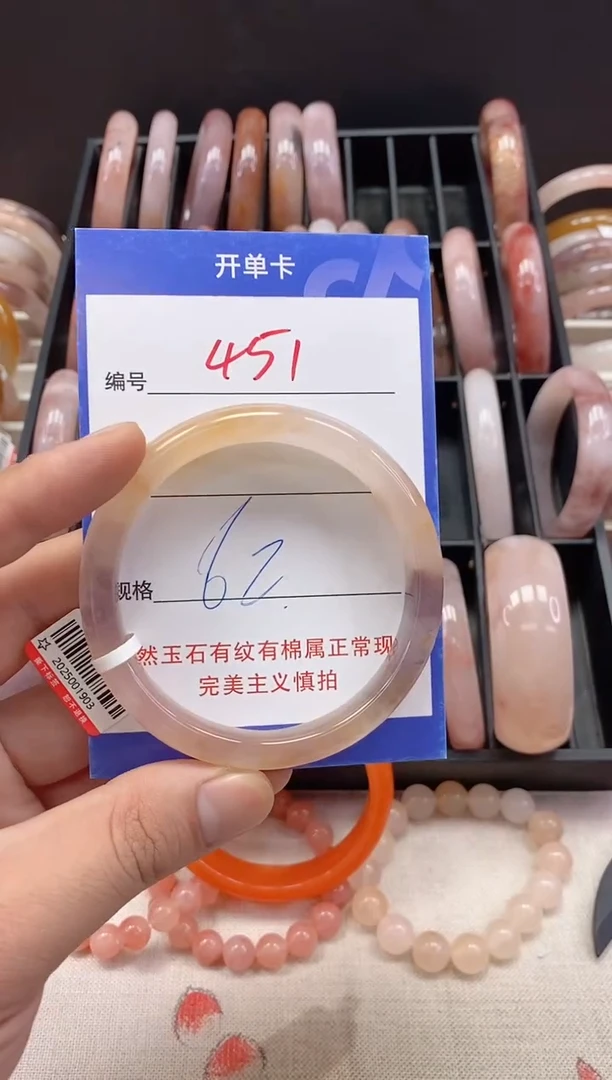 开单卡
编号 451
规格 62.
然玉石有纹有棉属正常现
完美主义慎拍
2025001903